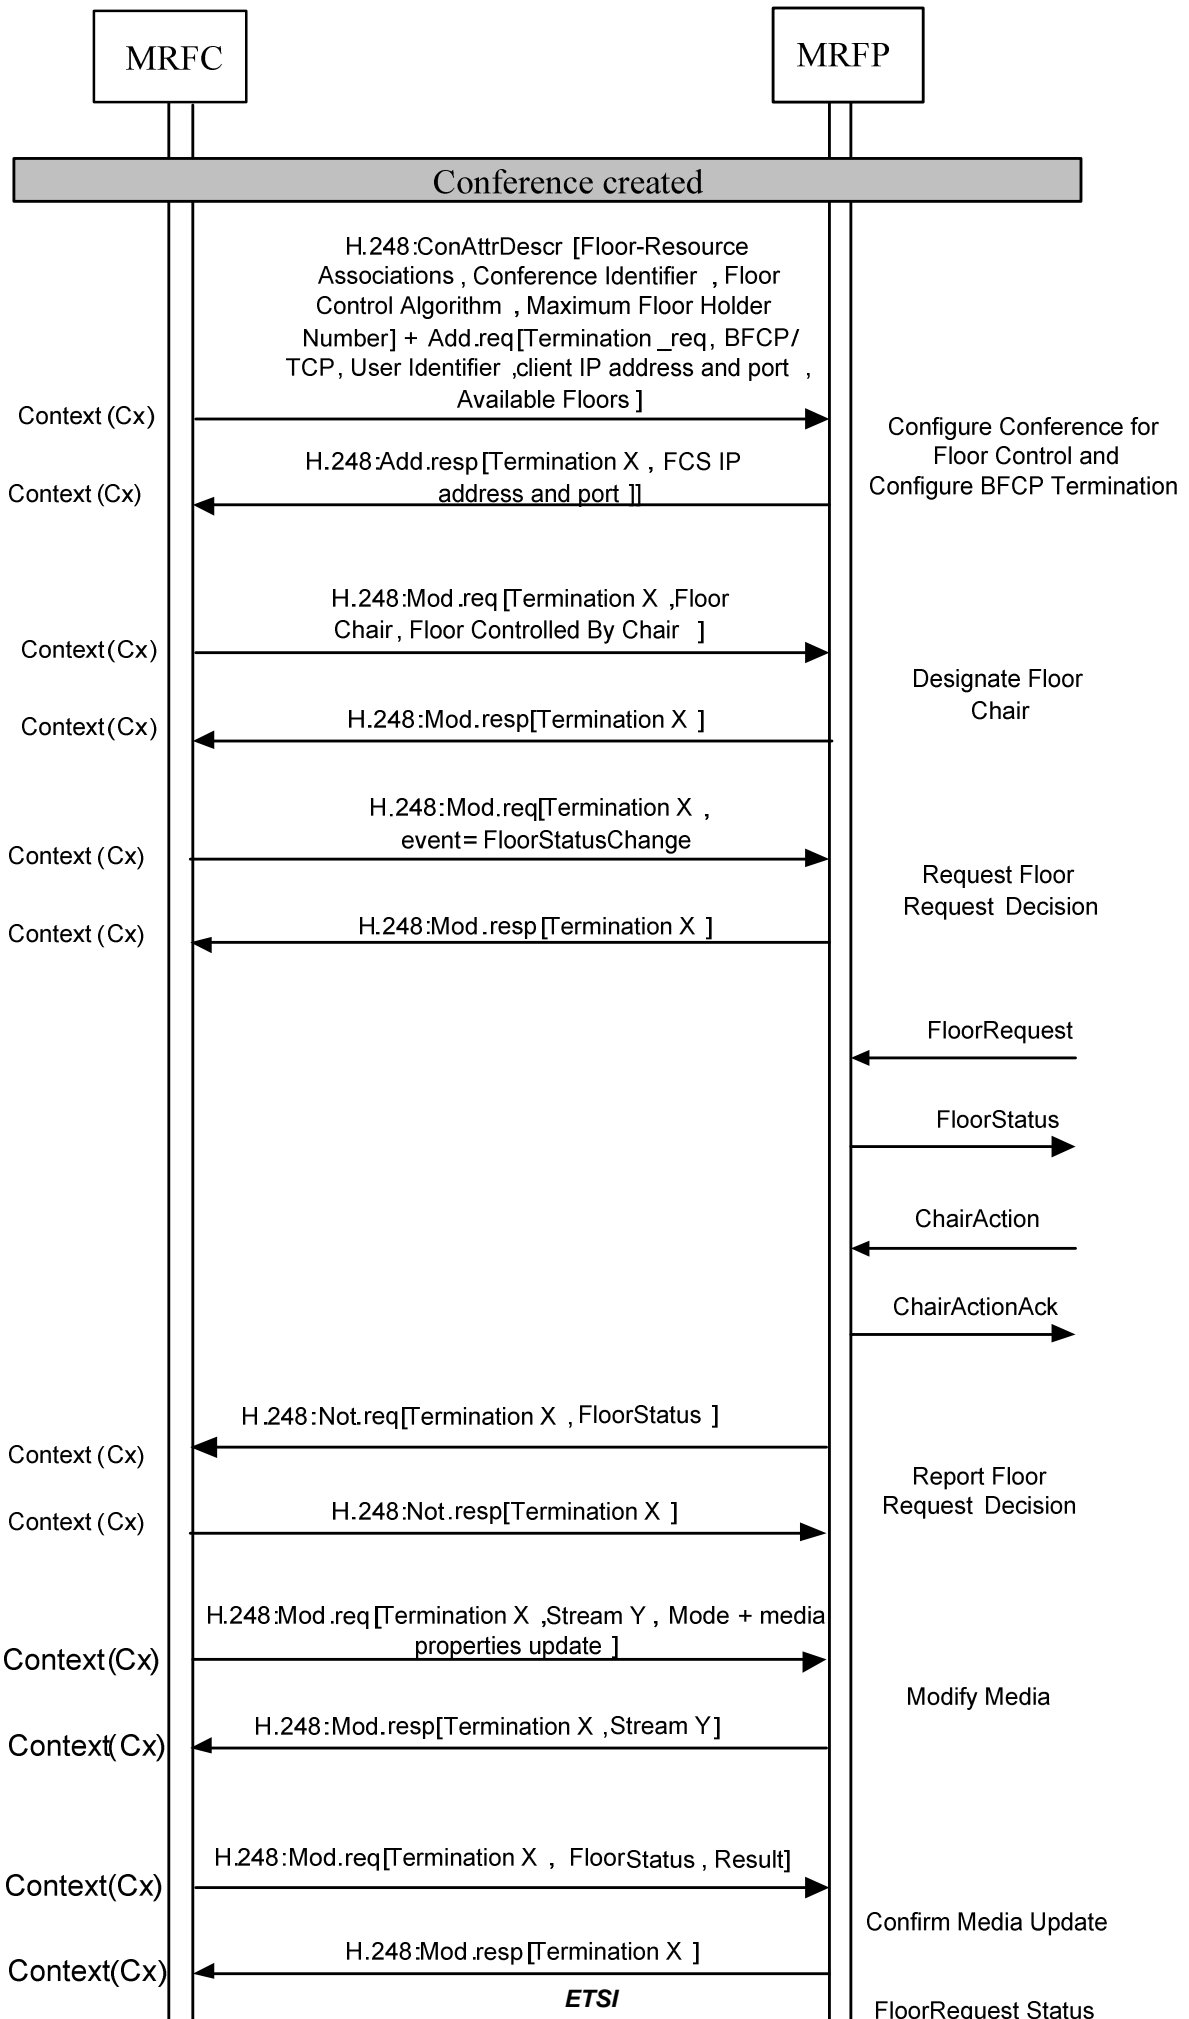 MRFC
MRFP
Conference created
H.248:ConAttrDescr [Floor-Resource
Associations , Conference Identifier , Floor
Control Algorithm , Maximum Floor Holder
Number] + Add.req[Termination _req, BFCP/
TCP, User Identifier ,client IP address and port ,
Available Floors ]
Context (Cx)
Configure Conference for
Floor Control and
Configure BFCP Termination
H.248:Add.resp [Termination X , FCS IP
address and port ]]
Context (Cx)
H.248:Mod.req [Termination X ,Floor
Chair, Floor Controlled By Chair ]
Context (Cx)
Designate Floor
Chair
H.248:Mod.resp[Termination X ]
Context (Cx)
H.248:Mod.req[Termination X ,
event= FloorStatusChange
Context (Cx)
Request Floor
Request Decision
H.248:Mod.resp [Termination X ]
Context (Cx)
FloorRequest
FloorStatus
ChairAction
ChairActionAck
H.248:Not.req[Termination X , FloorStatus ]
Context (Cx)
Report Floor
Request Decision
H.248:Not.resp[Termination X ]
Context (Cx)
H.248:Mod.req [Termination X ,Stream Y , Mode + media
properties update ]
Context (Cx)
Modify Media
H.248:Mod.resp[Termination X ,Stream Y]
Context(Cx)
H.248:Mod.req[Termination X , FloorStatus , Result]
Context(Cx)
Confirm Media Update
H.248:Mod.resp [Termination X ]
Context(Cx)
ETSI
FloorRequest Status